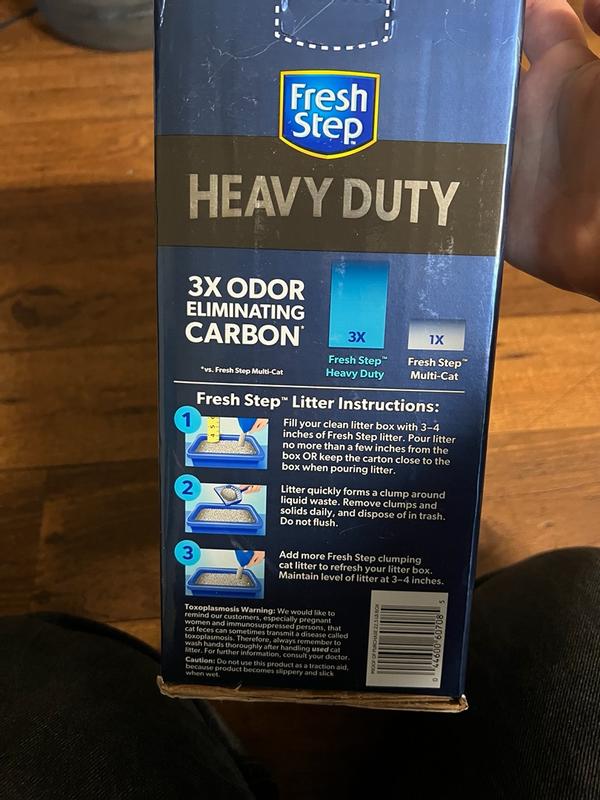 Fresh
Step™
HEAVY DUTY
3X ODOR
ELIMINATING
CARBON*
3X
1X
Fresh Step™
Heavy Duty
Fresh Step™
Multi-Cat
*vs. Fresh Step Multi-Cat
Fresh Step™ Litter Instructions:
1
Fill your clean litter box with 3–4
inches of Fresh Step litter. Pour litter
no more than a few inches from the
box OR keep the carton close to the
box when pouring litter.
2
Litter quickly forms a clump around
liquid waste. Remove clumps and
solids daily, and dispose of in trash.
Do not flush.
3
Add more Fresh Step clumping
cat litter to refresh your litter box.
Maintain level of litter at 3–4 inches.
Toxoplasmosis Warning: We would like to
remind our customers, especially pregnant
women and immunosuppressed persons, that
cat feces can sometimes transmit a disease called
toxoplasmosis. Therefore, always remember to
wash hands thoroughly after handling used cat
litter. For further information, consult your doctor.
Caution: Do not use this product as a traction aid,
because product becomes slippery and slick
when wet.
PROOF OF PURCHASE
0 44600 60708 5